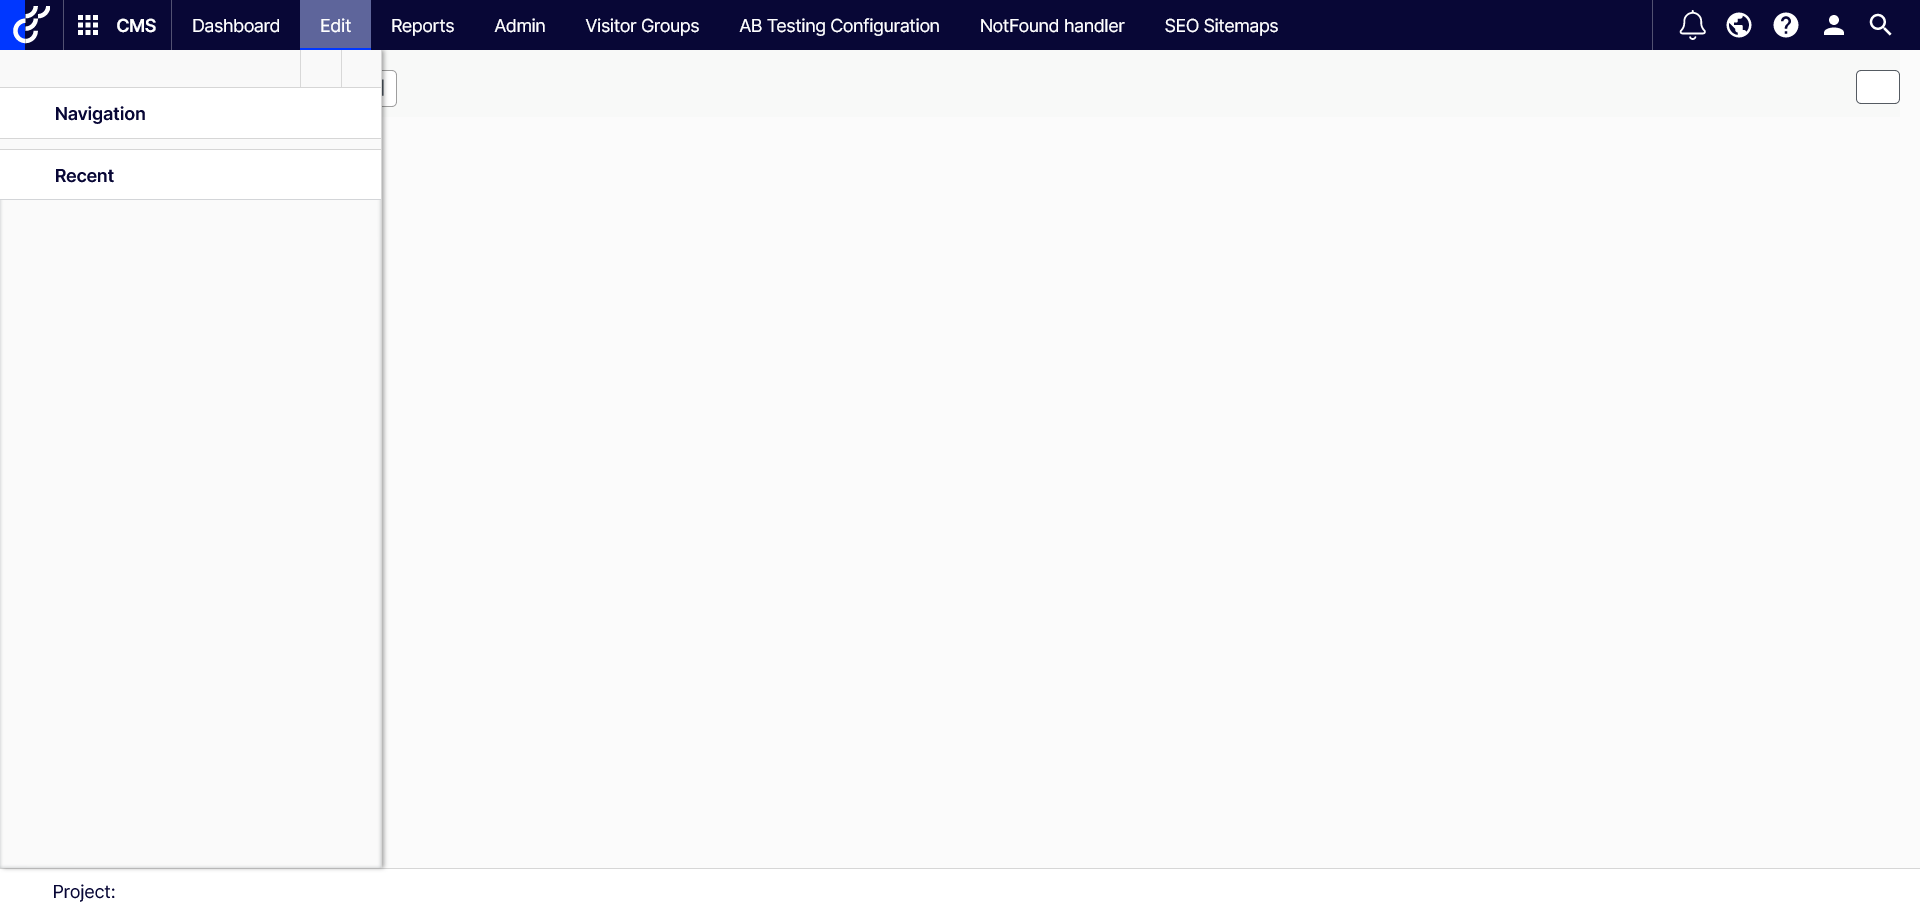 CMS Dashboard Edit Reports Admin Visitor Groups AB Testing Configuration NotFound handler SEO Sitemaps
Navigation
Recent
Project: